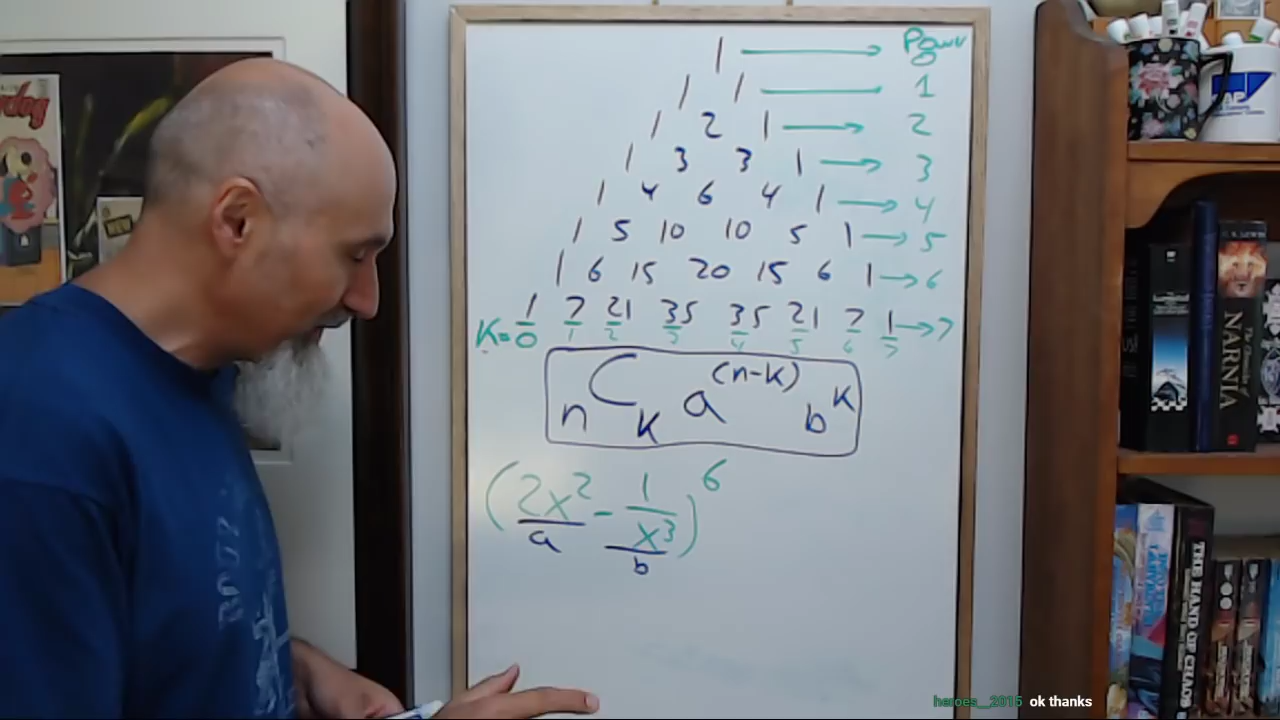 1 → Power 0
1 1 → 1
1 2 1 → 2
1 3 3 1 → 3
1 4 6 4 1 → 4
1 5 10 10 5 1 → 5
1 6 15 20 15 6 1 → 6
1 7 21 35 35 21 7 1 → 7
K= 0 1 2 3 4 5 6 7
nCk a^(n-k) b^k
(2x² - 1/x³)^6
a b
NEW
NARNIA
THE HAND OF CHAOS
heroes__2015 ok thanks